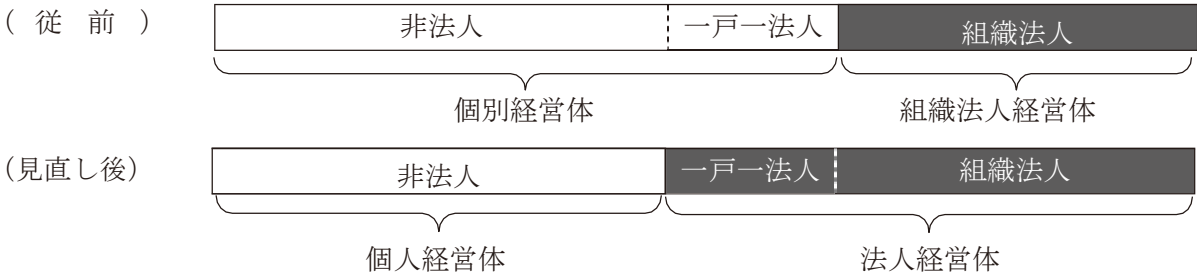 ( 従 前 ) 非法人 一戸一法人 組織法人
個別経営体 組織法人経営体
(見直し後) 非法人 一戸一法人 組織法人
個人経営体 法人経営体